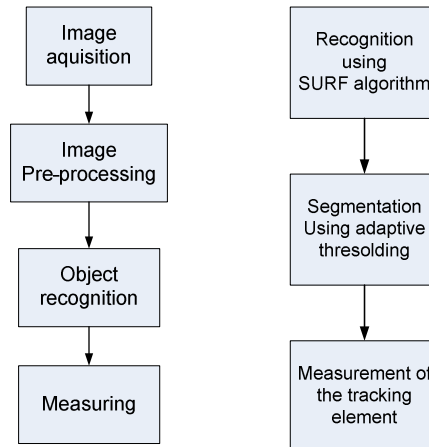 Image
aquisition
Image
Pre-processing
Object
recognition
Measuring
Recognition
using
SURF algorithm
Segmentation
Using adaptive
thresolding
Measurement of
the tracking
element